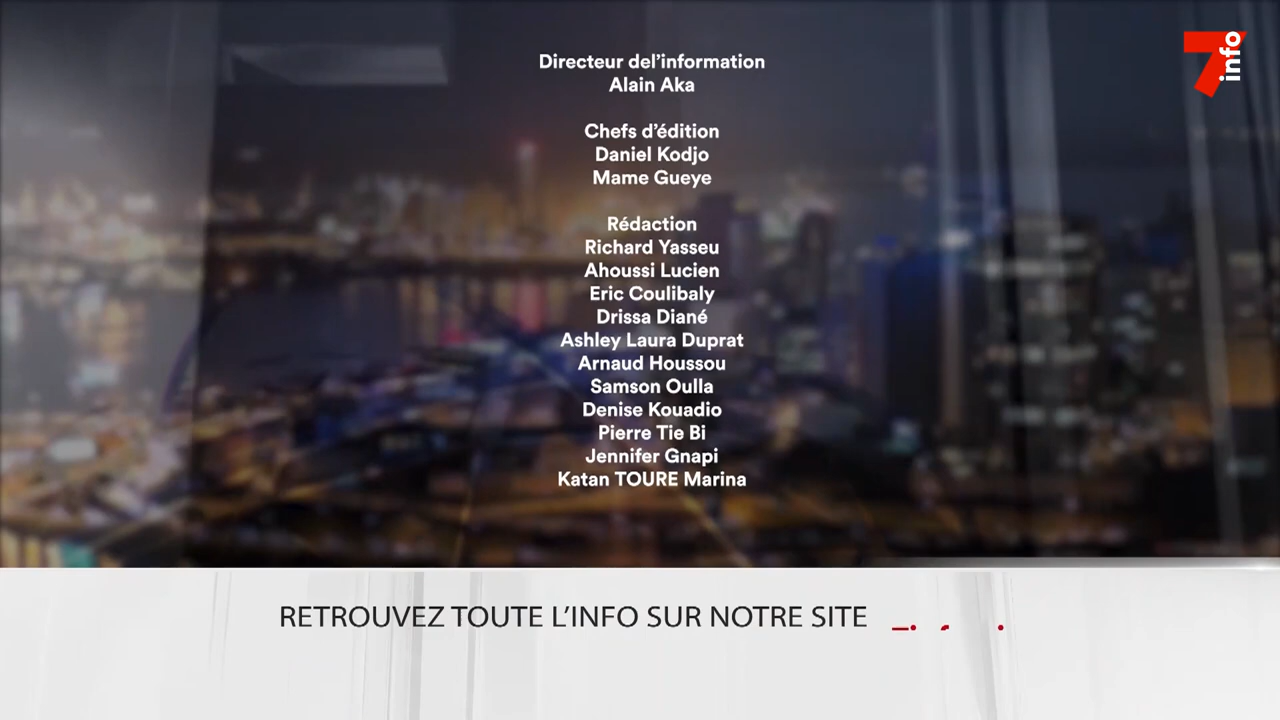 7info
Directeur del'information
Alain Aka
Chefs d'édition
Daniel Kodjo
Mame Gueye
Rédaction
Richard Yasseu
Ahoussi Lucien
Eric Coulibaly
Drissa Diané
Ashley Laura Duprat
Arnaud Houssou
Samson Oulla
Denise Kouadio
Pierre Tie Bi
Jennifer Gnapi
Katan TOURE Marina
RETROUVEZ TOUTE L'INFO SUR NOTRE SITE